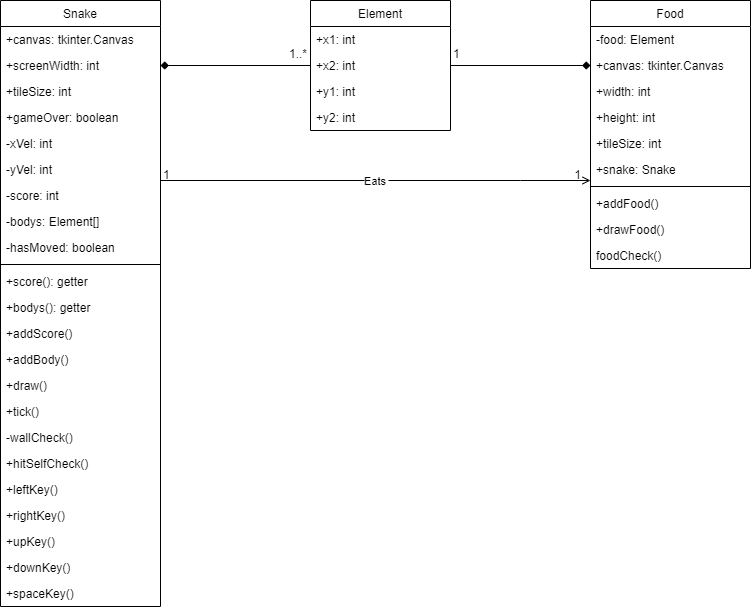 Snake
+canvas: tkinter.Canvas
+screenWidth: int
+tileSize: int
+gameOver: boolean
-xVel: int
-yVel: int
-score: int
-bodys: Element[]
-hasMoved: boolean
+score(): getter
+bodys(): getter
+addScore()
+addBody()
+draw()
+tick()
-wallCheck()
+hitSelfCheck()
+leftKey()
+rightKey()
+upKey()
+downKey()
+spaceKey()
1..*
1
Eats
1
Element
+x1: int
+x2: int
+y1: int
+y2: int
1
Food
-food: Element
+canvas: tkinter.Canvas
+width: int
+height: int
+tileSize: int
+snake: Snake
+addFood()
+drawFood()
foodCheck()